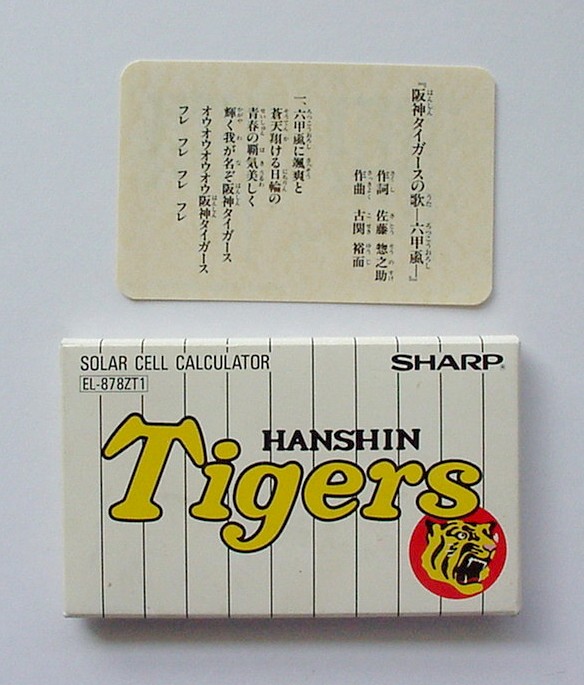 『阪神タイガースの歌―六甲颪―』
作詞 佐藤 惣之助
作曲 古関 裕而
一、六甲颪に颯爽と
蒼天翔ける日輪の
青春の覇気美しく
輝く我が名ぞ阪神タイガース
オウオウオウオウ阪神タイガース
フレ フレ フレ フレ
SOLAR CELL CALCULATOR
SHARP
EL-878ZT1
HANSHIN
Tigers